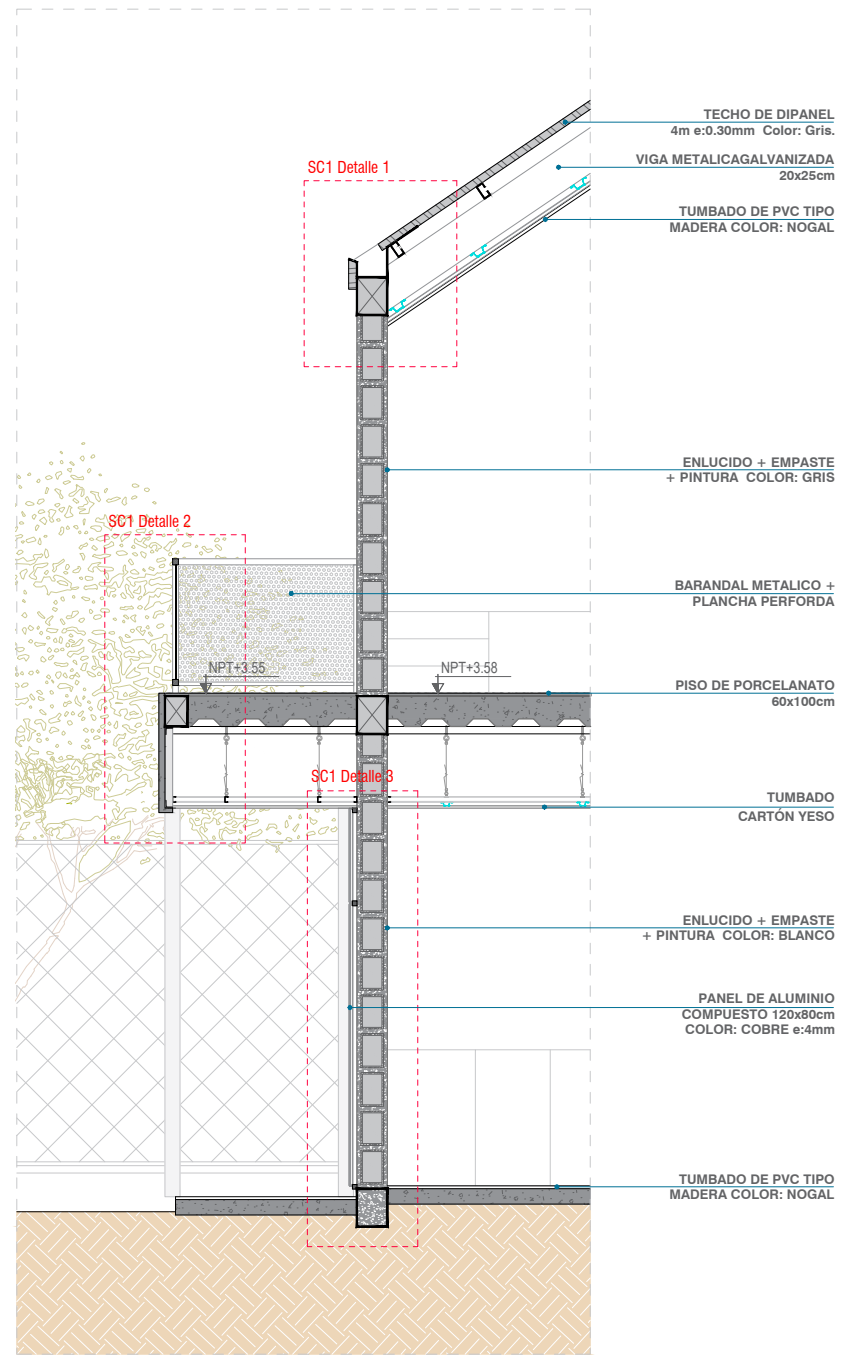 TECHO DE DIPANEL
4m e:0.30mm Color: Gris.
VIGA METALICAGALVANIZADA
20x25cm
SC1 Detalle 1
TUMBADO DE PVC TIPO
MADERA COLOR: NOGAL
ENLUCIDO + EMPASTE
+ PINTURA COLOR: GRIS
SC1 Detalle 2
BARANDAL METALICO +
PLANCHA PERFORDA
NPT+3.55
NPT+3.58
PISO DE PORCELANATO
60x100cm
SC1 Detalle 3
TUMBADO
CARTÓN YESO
ENLUCIDO + EMPASTE
+ PINTURA COLOR: BLANCO
PANEL DE ALUMINIO
COMPUESTO 120x80cm
COLOR: COBRE e:4mm
TUMBADO DE PVC TIPO
MADERA COLOR: NOGAL